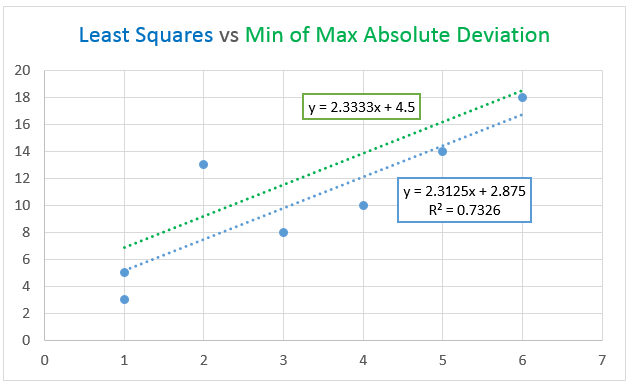 Least Squares vs Min of Max Absolute Deviation
20
18
16
14
12
10
8
6
4
2
0
y = 2.3333x + 4.5
y = 2.3125x + 2.875
R² = 0.7326
0 1 2 3 4 5 6 7